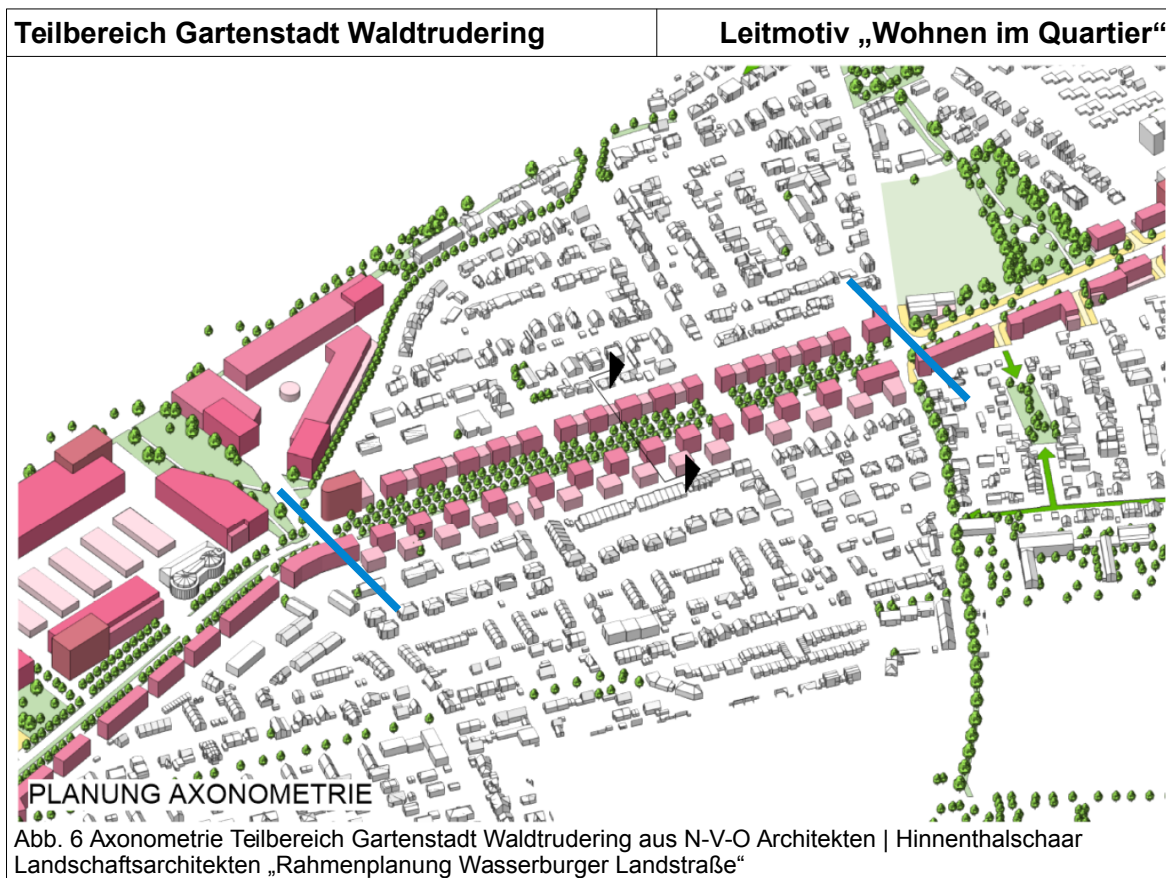 Teilbereich Gartenstadt Waldtrudering
Leitmotiv „Wohnen im Quartier“
PLANUNG AXONOMETRIE
Abb. 6 Axonometrie Teilbereich Gartenstadt Waldtrudering aus N-V-O Architekten | Hinnenthalschaar
Landschaftsarchitekten „Rahmenplanung Wasserburger Landstraße“